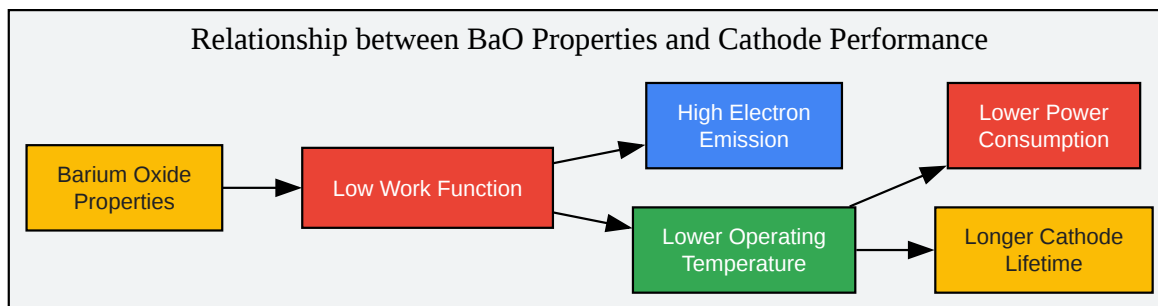 Relationship between BaO Properties and Cathode Performance
Barium Oxide
Properties
Low Work Function
High Electron
Emission
Lower Operating
Temperature
Lower Power
Consumption
Longer Cathode
Lifetime